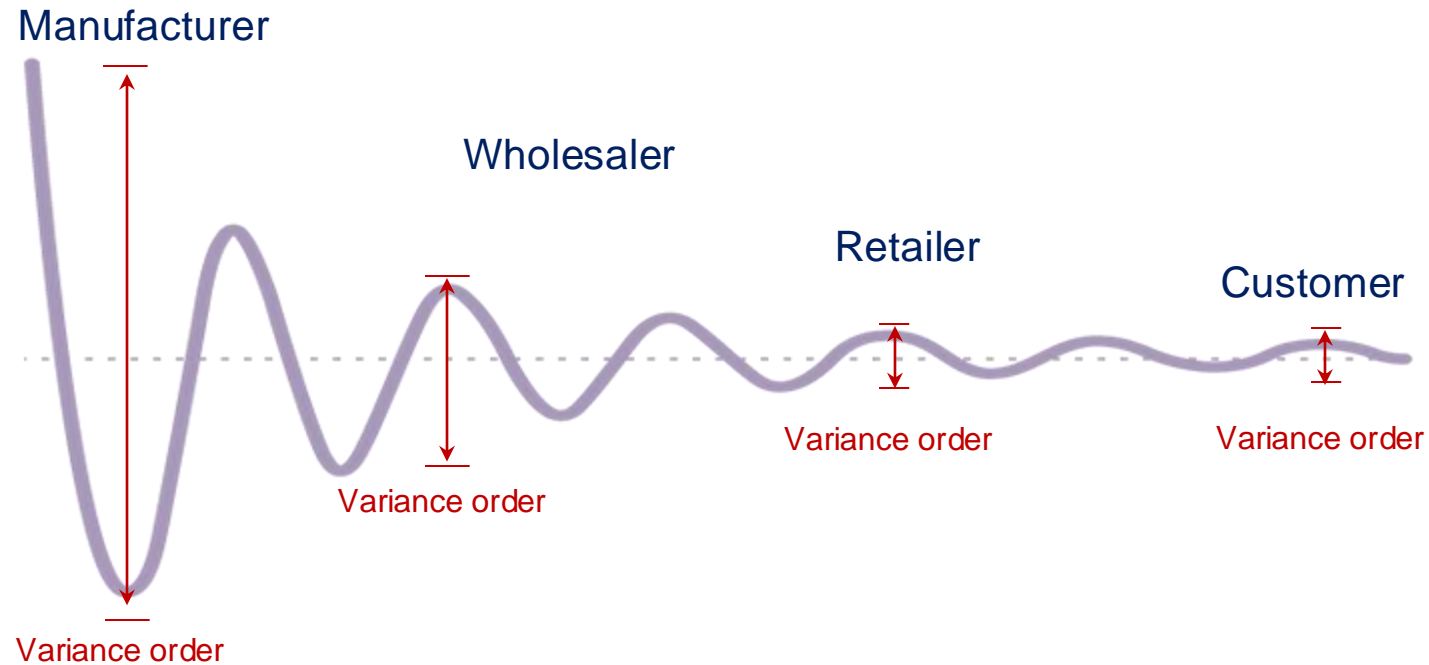 Manufacturer
Wholesaler
Retailer
Customer
Variance order
Variance order
Variance order
Variance order